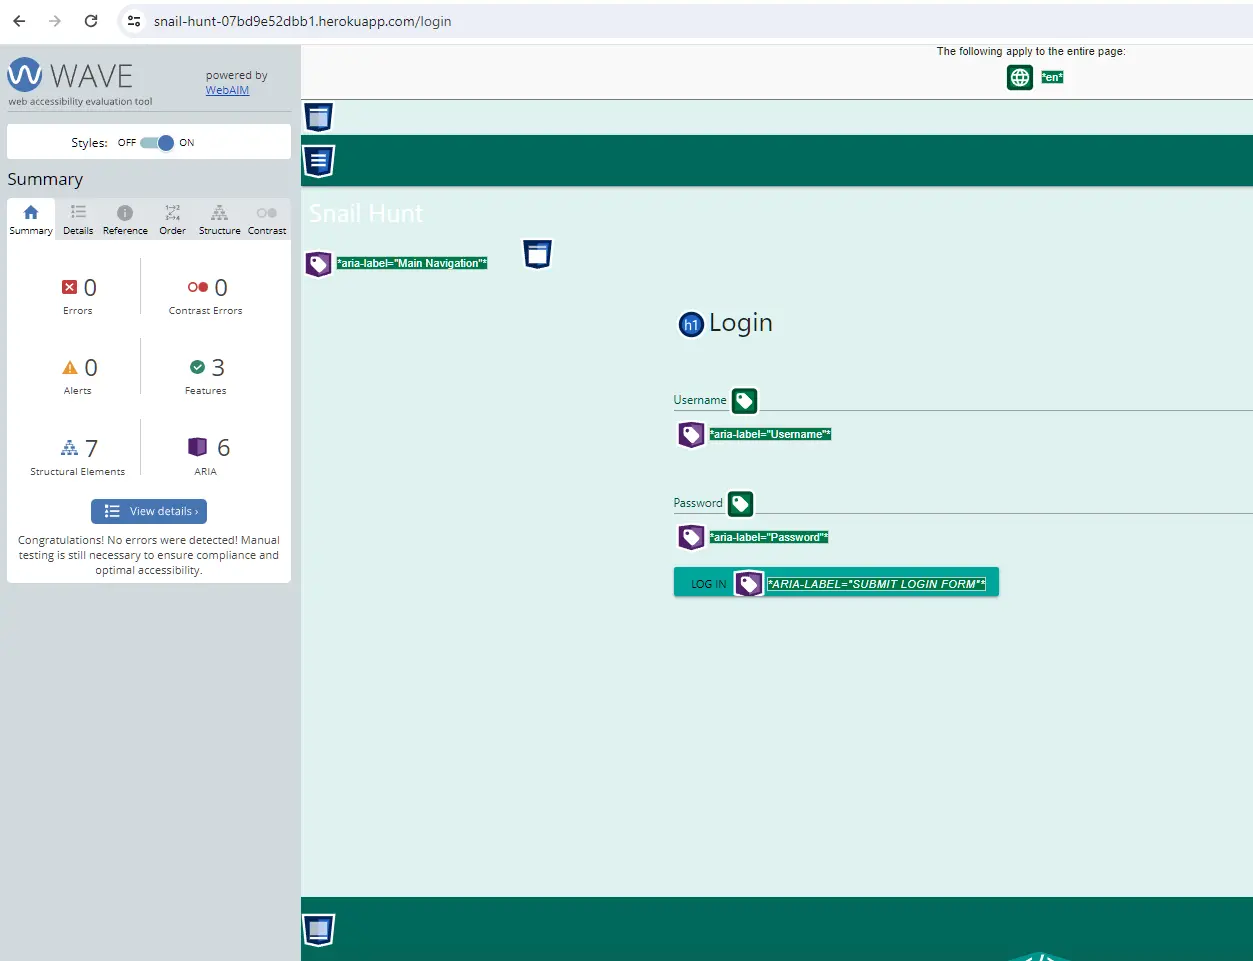 snail-hunt-07bd9e52dbb1.herokuapp.com/login
WAVE
web accessibility evaluation tool
powered by
WebAIM
Styles: OFF ON
Summary
Summary Details Reference Order Structure Contrast
0
Errors
0
Contrast Errors
0
Alerts
3
Features
7
Structural Elements
6
ARIA
View details ›
Congratulations! No errors were detected! Manual
testing is still necessary to ensure compliance and
optimal accessibility.
The following apply to the entire page:
*en*
Snail Hunt
*aria-label="Main Navigation"*
h1 Login
Username
*aria-label="Username"*
Password
*aria-label="Password"*
LOG IN *ARIA-LABEL="SUBMIT LOGIN FORM"*